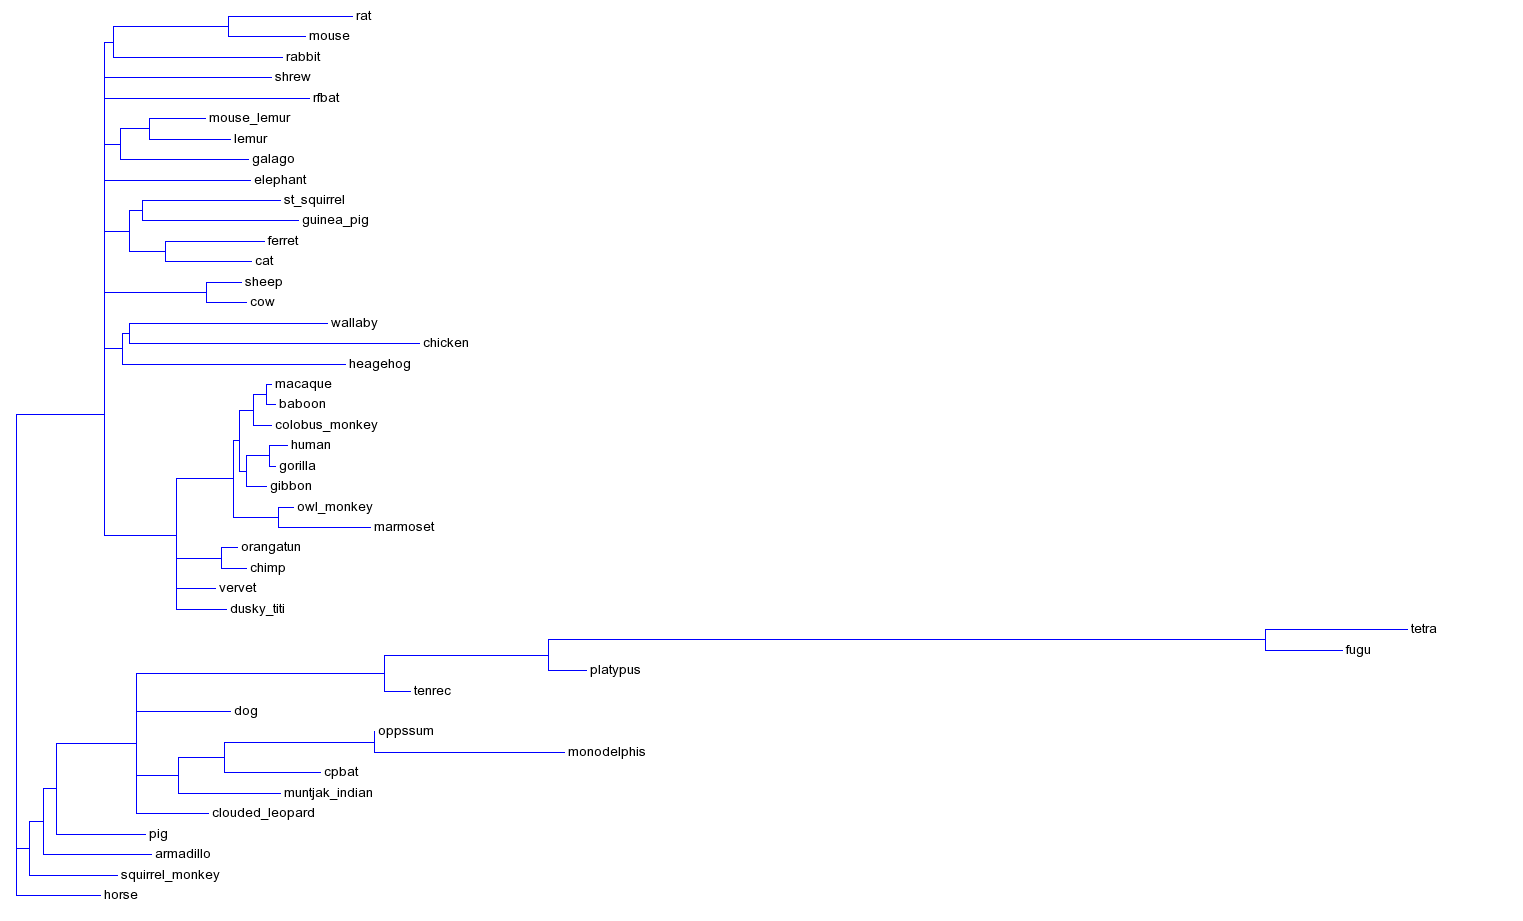 rat
mouse
rabbit
shrew
rfbat
mouse_lemur
lemur
galago
elephant
st_squirrel
guinea_pig
ferret
cat
sheep
cow
wallaby
chicken
heagehog
macaque
baboon
colobus_monkey
human
gorilla
gibbon
owl_monkey
marmoset
orangatun
chimp
vervet
dusky_titi
tetra
fugu
platypus
tenrec
dog
oppssum
monodelphis
cpbat
muntjak_indian
clouded_leopard
pig
armadillo
squirrel_monkey
horse